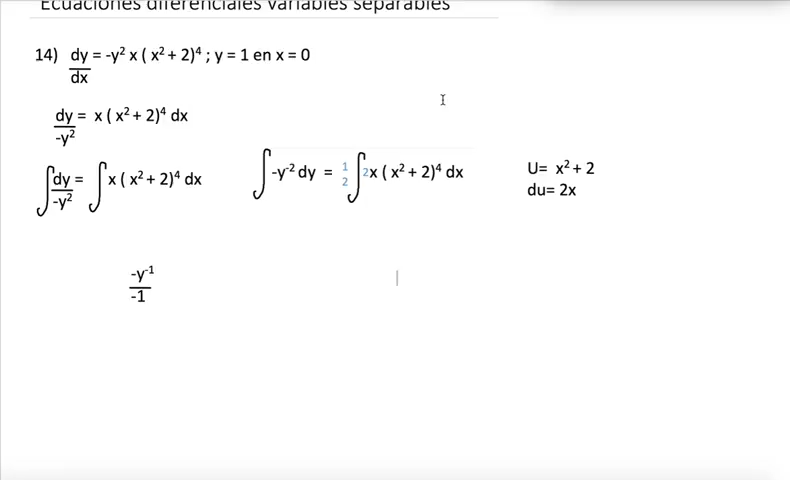 Ecuaciones diferenciales variables separables
14) dy = -y² x ( x² + 2)⁴ ; y = 1 en x = 0
dx
dy = x ( x² + 2)⁴ dx
-y²
∫ dy = ∫ x ( x² + 2)⁴ dx
-y²
∫ -y⁻² dy = 1 ∫ 2x ( x² + 2)⁴ dx
2
U= x² + 2
du= 2x
-y⁻¹
-1